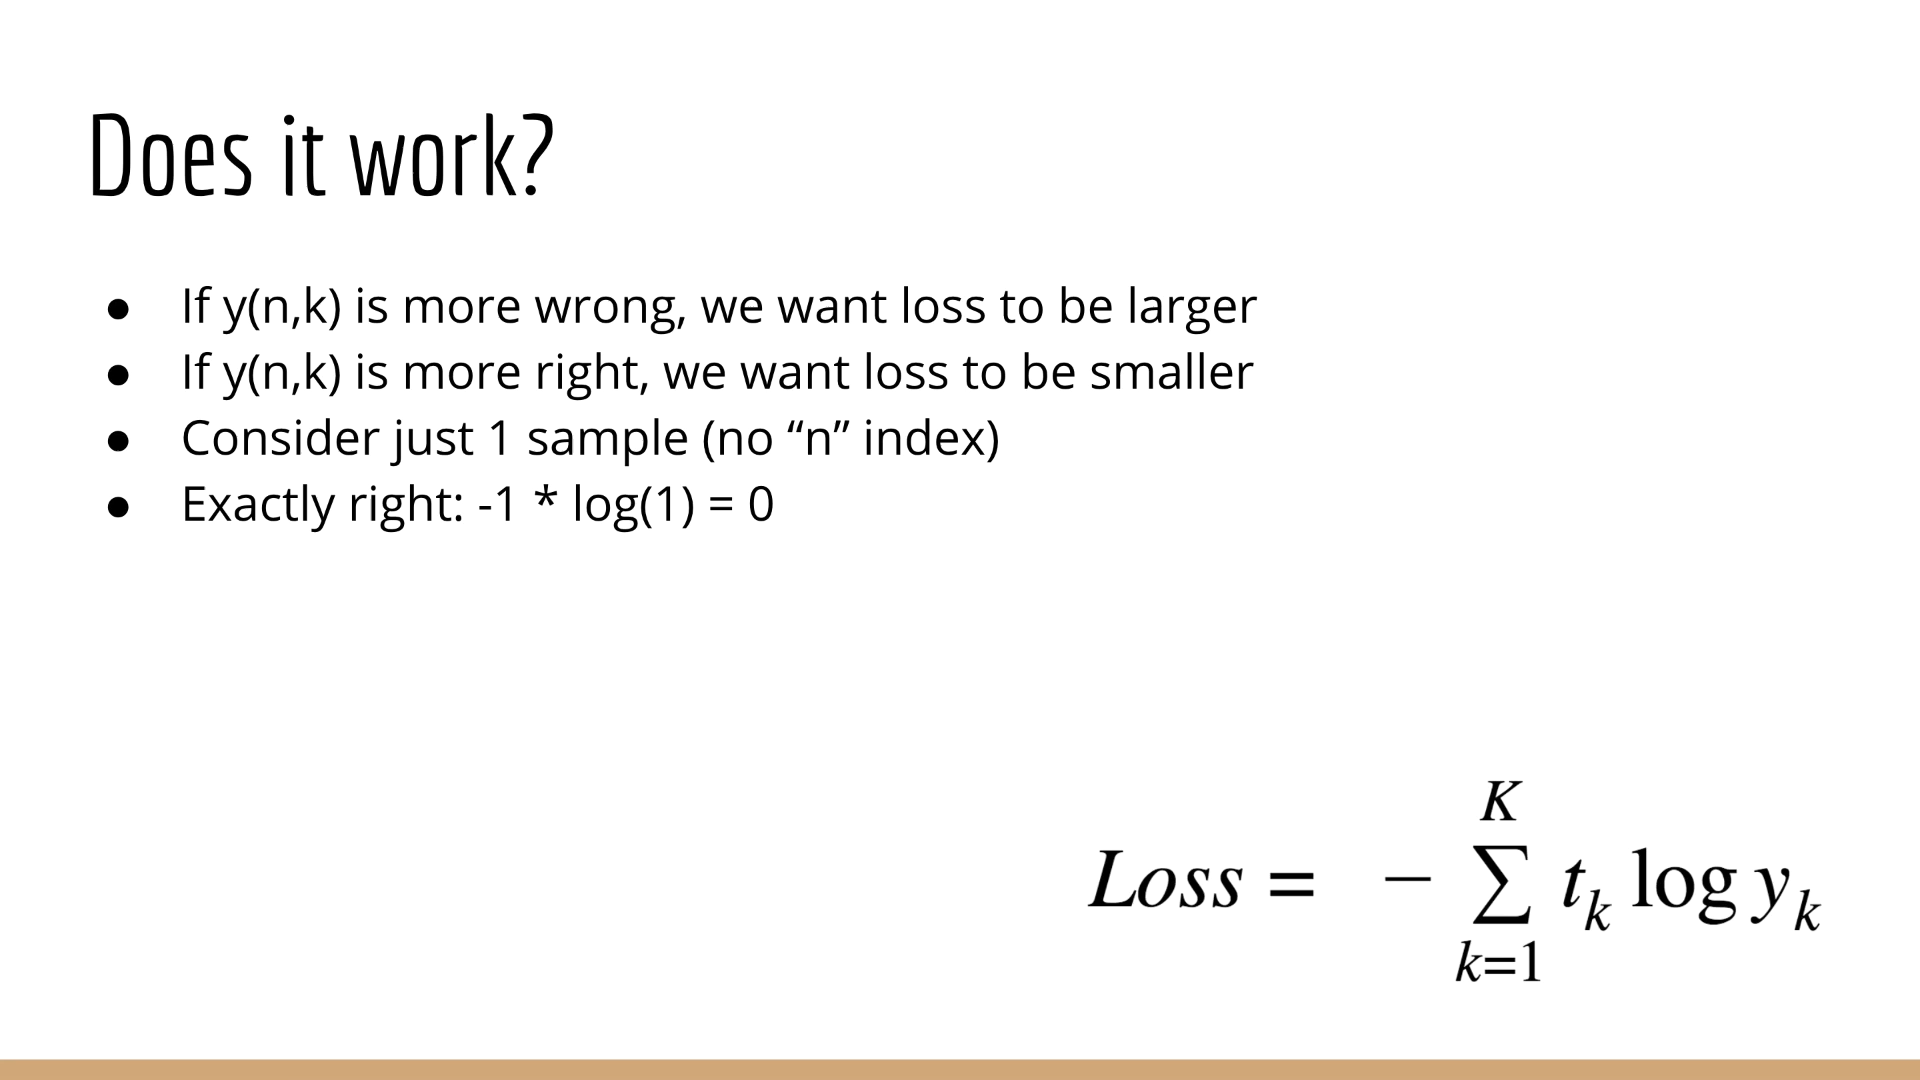 Does it work?
● If y(n,k) is more wrong, we want loss to be larger
● If y(n,k) is more right, we want loss to be smaller
● Consider just 1 sample (no “n” index)
● Exactly right: -1 * log(1) = 0
K
Loss = − ∑ tₖ log yₖ
k=1